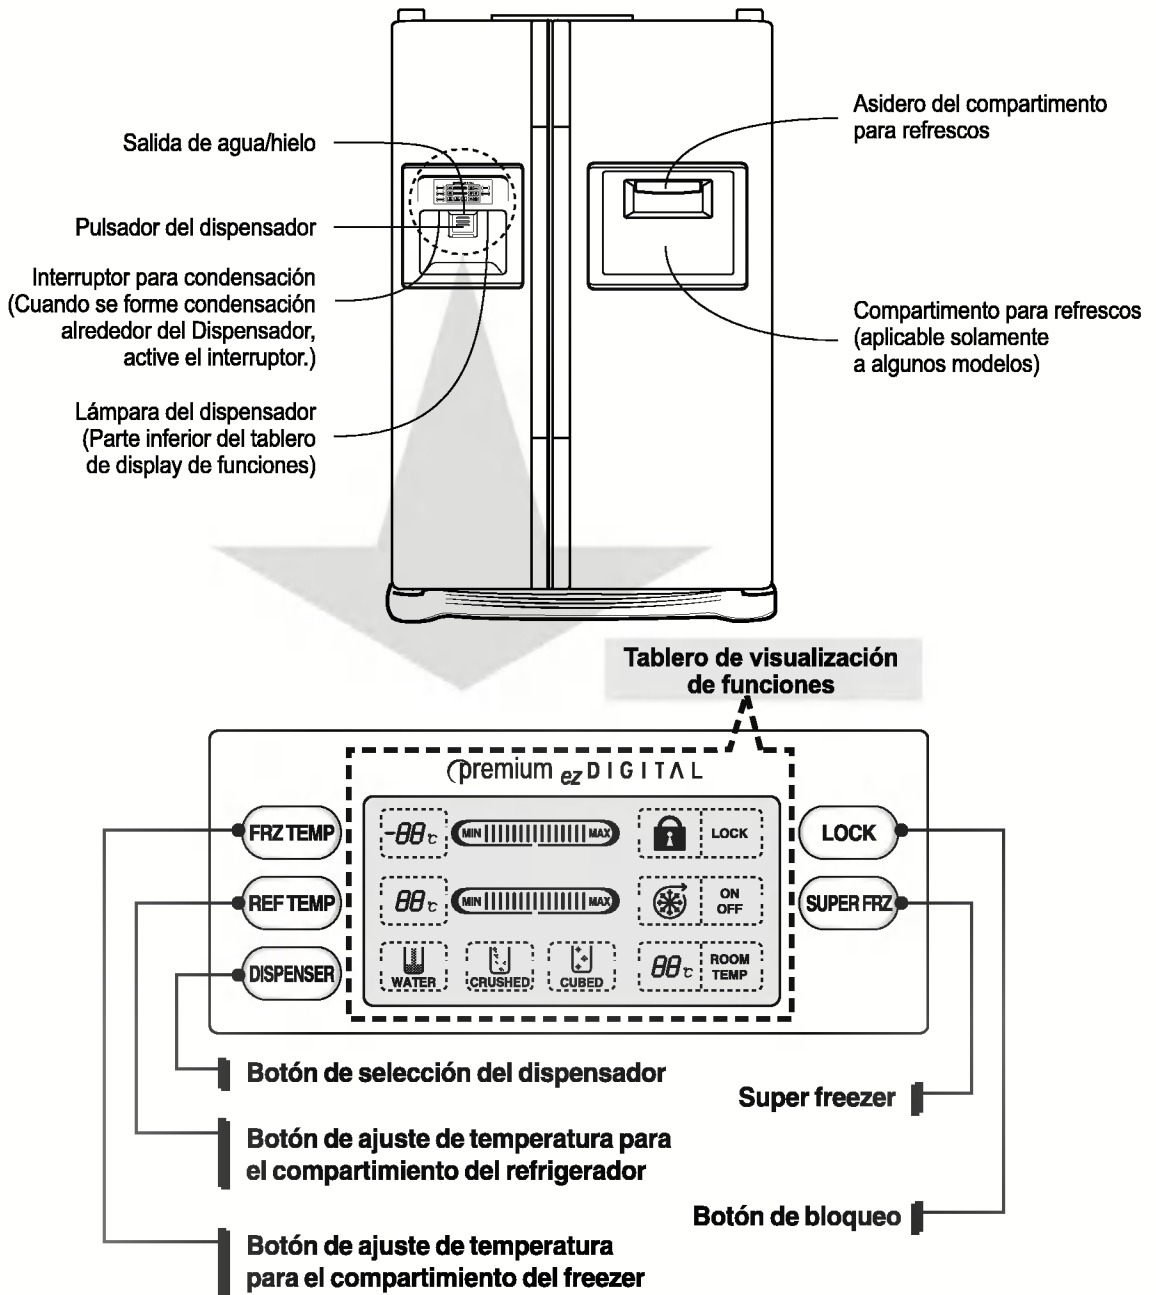 Salida de agua/hielo
Pulsador del dispensador
Interruptor para condensación
(Cuando se forme condensación
alrededor del Dispensador,
active el interruptor.)
Lámpara del dispensador
(Parte inferior del tablero
de display de funciones)
Asidero del compartimento
para refrescos
Compartimento para refrescos
(aplicable solamente
a algunos modelos)
Tablero de visualización
de funciones
premium ez DIGITAL
FRZ TEMP
-88 °C
MIN MAX
LOCK
LOCK
REF TEMP
88 °C
MIN MAX
ON
OFF
SUPER FRZ
DISPENSER
WATER
CRUSHED
CUBED
88 °C
ROOM
TEMP
Botón de selección del dispensador
Super freezer
Botón de ajuste de temperatura para
el compartimiento del refrigerador
Botón de bloqueo
Botón de ajuste de temperatura
para el compartimiento del freezer